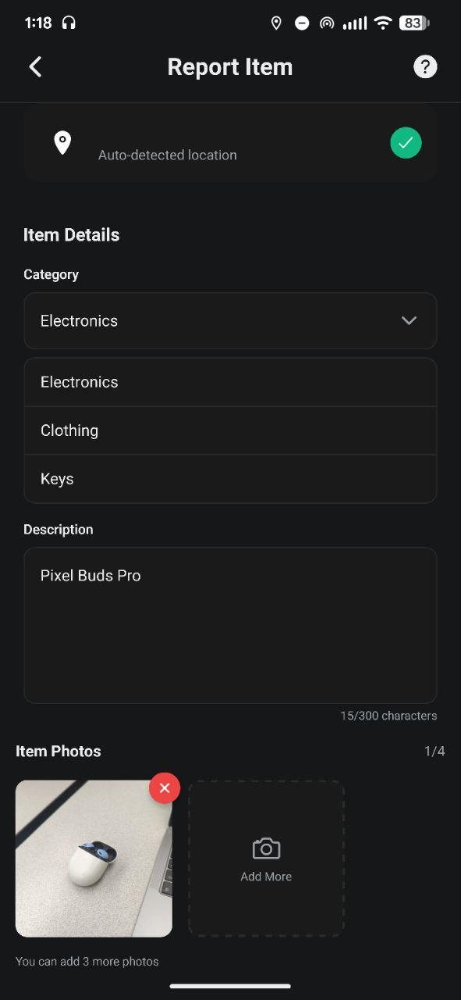 1:18
83
Report Item
?
Auto-detected location
Item Details
Category
Electronics
Electronics
Clothing
Keys
Description
Pixel Buds Pro
15/300 characters
Item Photos
1/4
Add More
You can add 3 more photos